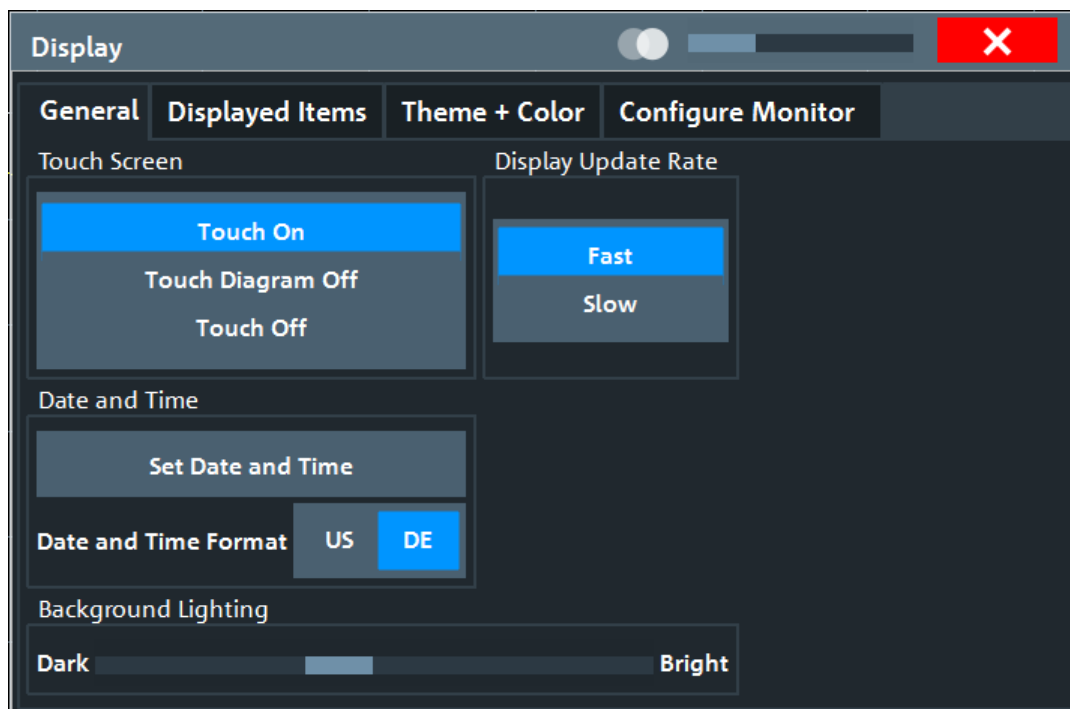 Display
General Displayed Items Theme + Color Configure Monitor
Touch Screen
Touch On
Touch Diagram Off
Touch Off
Display Update Rate
Fast
Slow
Date and Time
Set Date and Time
Date and Time Format US DE
Background Lighting
Dark Bright